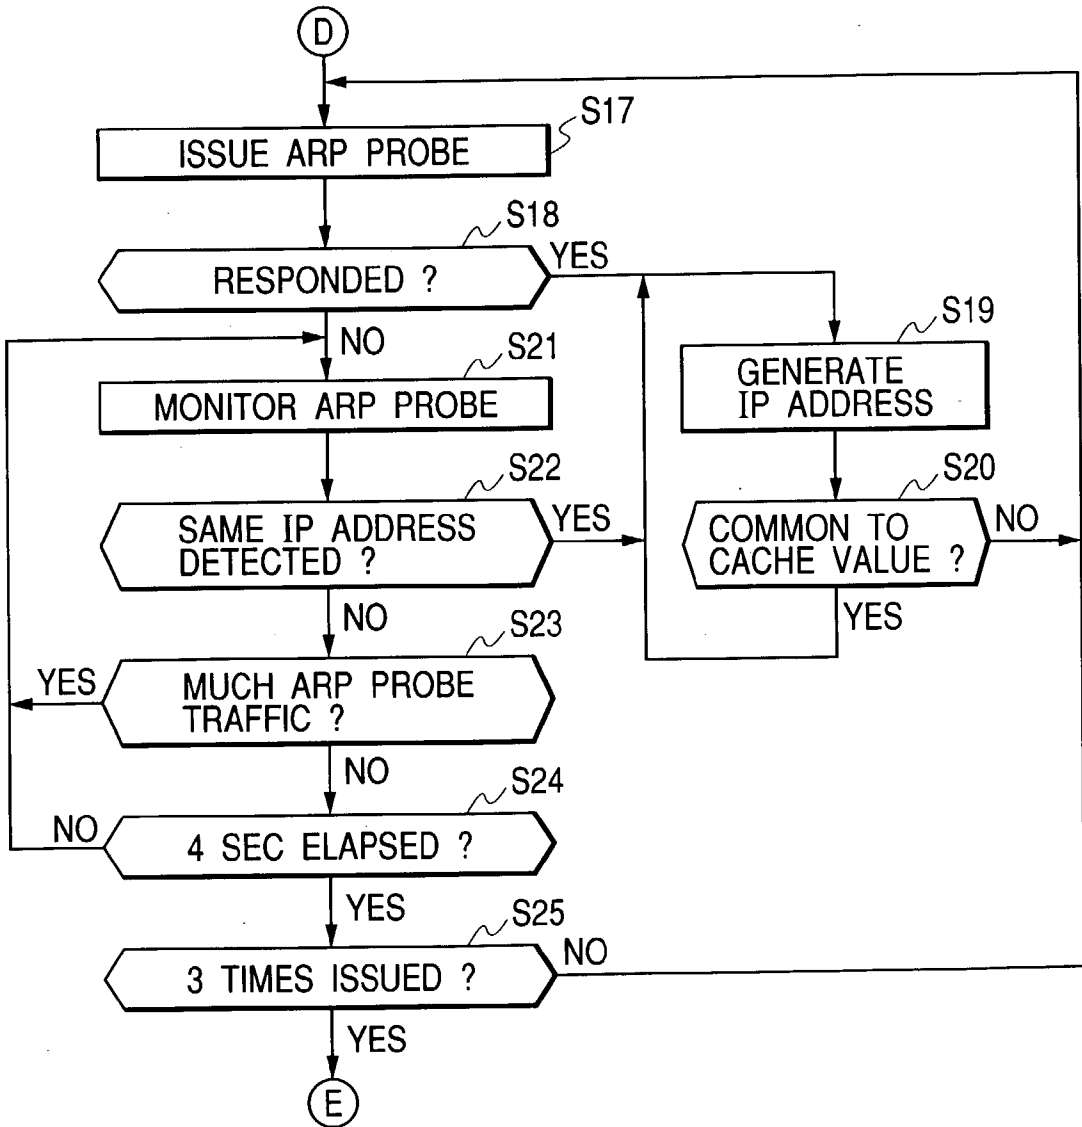 D
S17
ISSUE ARP PROBE
S18
RESPONDED ?
YES
NO
S19
GENERATE
IP ADDRESS
S21
MONITOR ARP PROBE
S22
SAME IP ADDRESS
DETECTED ?
YES
NO
S20
COMMON TO
CACHE VALUE ?
NO
YES
S23
MUCH ARP PROBE
TRAFFIC ?
YES
NO
S24
4 SEC ELAPSED ?
NO
YES
S25
3 TIMES ISSUED ?
NO
YES
E